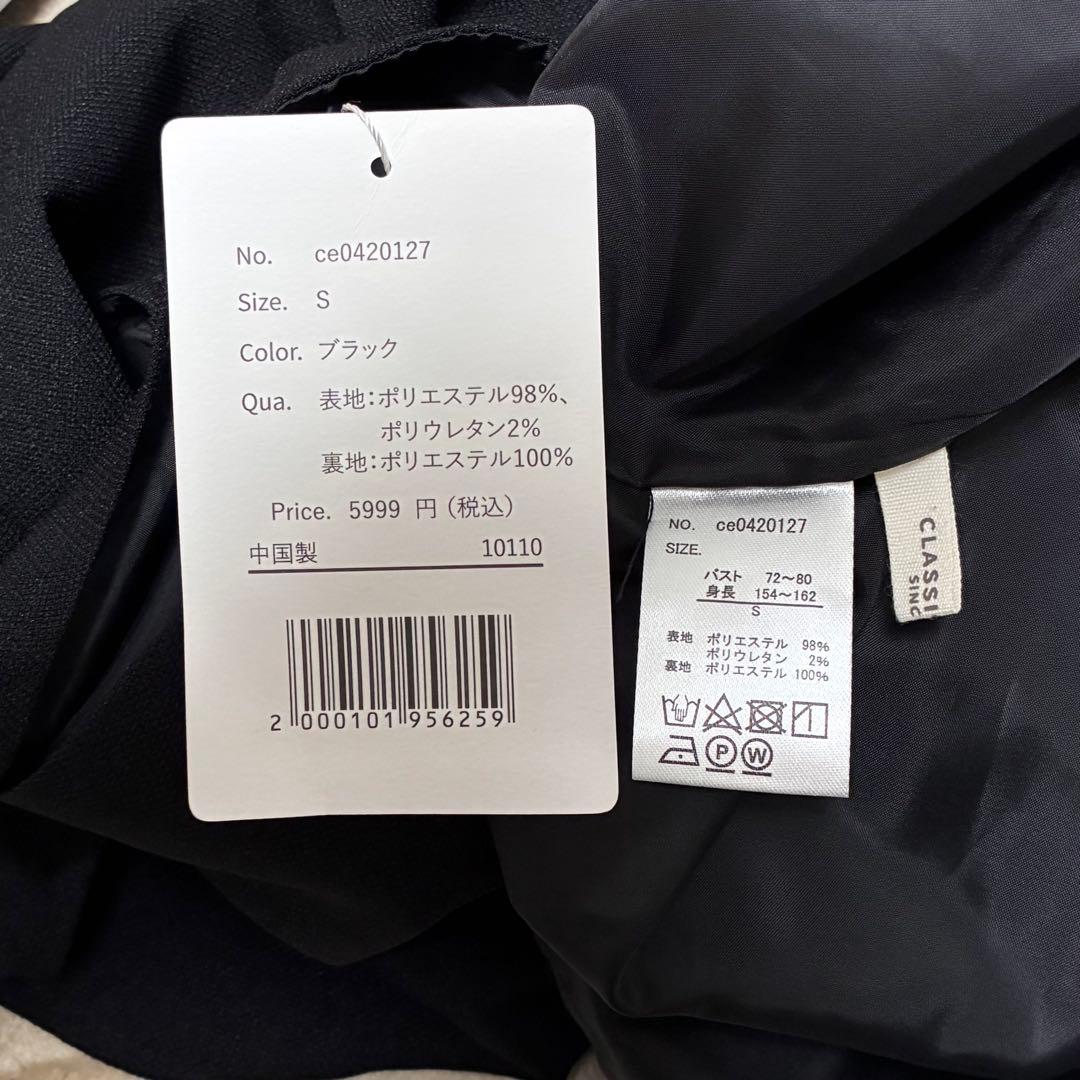 No. ce0420127
Size. S
Color. ブラック
Qua. 表地:ポリエステル98%、
ポリウレタン2%
裏地:ポリエステル100%
Price. 5999 円(税込)
中国製 10110
2 000101 956259
NO. ce0420127
SIZE.
バスト 72~80
身長 154~162
S
表地 ポリエステル 98%
ポリウレタン 2%
裏地 ポリエステル 100%
P W
CLASSI
SINC